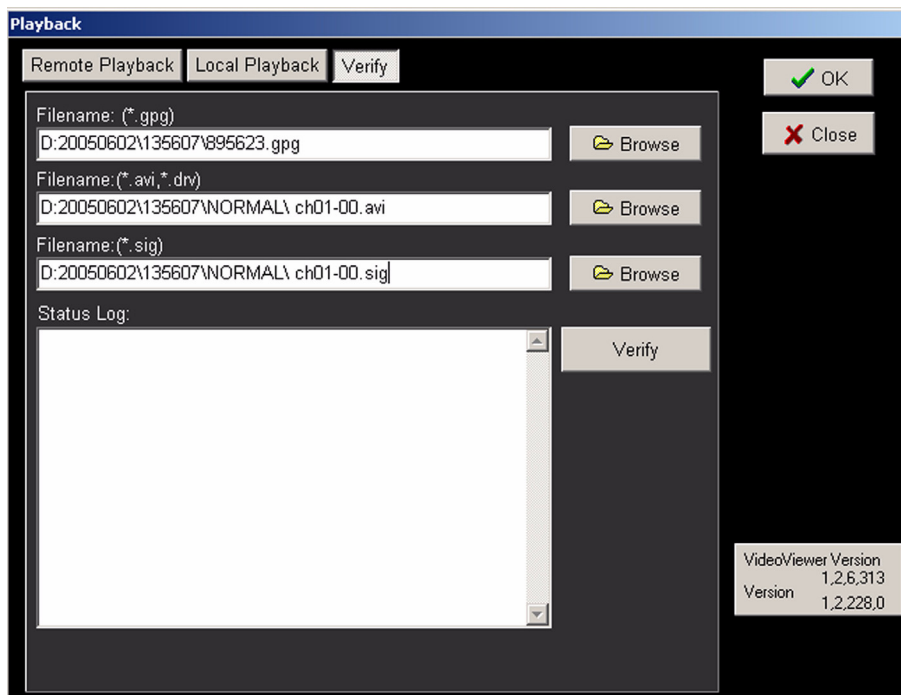 Playback
Remote Playback Local Playback Verify
OK
Close
Filename: (*.gpg)
D:20050602\135607\895623.gpg
Browse
Filename:(*.avi,*.drv)
D:20050602\135607\NORMAL\ ch01-00.avi
Browse
Filename:(*.sig)
D:20050602\135607\NORMAL\ ch01-00.sig
Browse
Status Log:
Verify
VideoViewer Version
1,2,6,313
Version
1,2,228,0